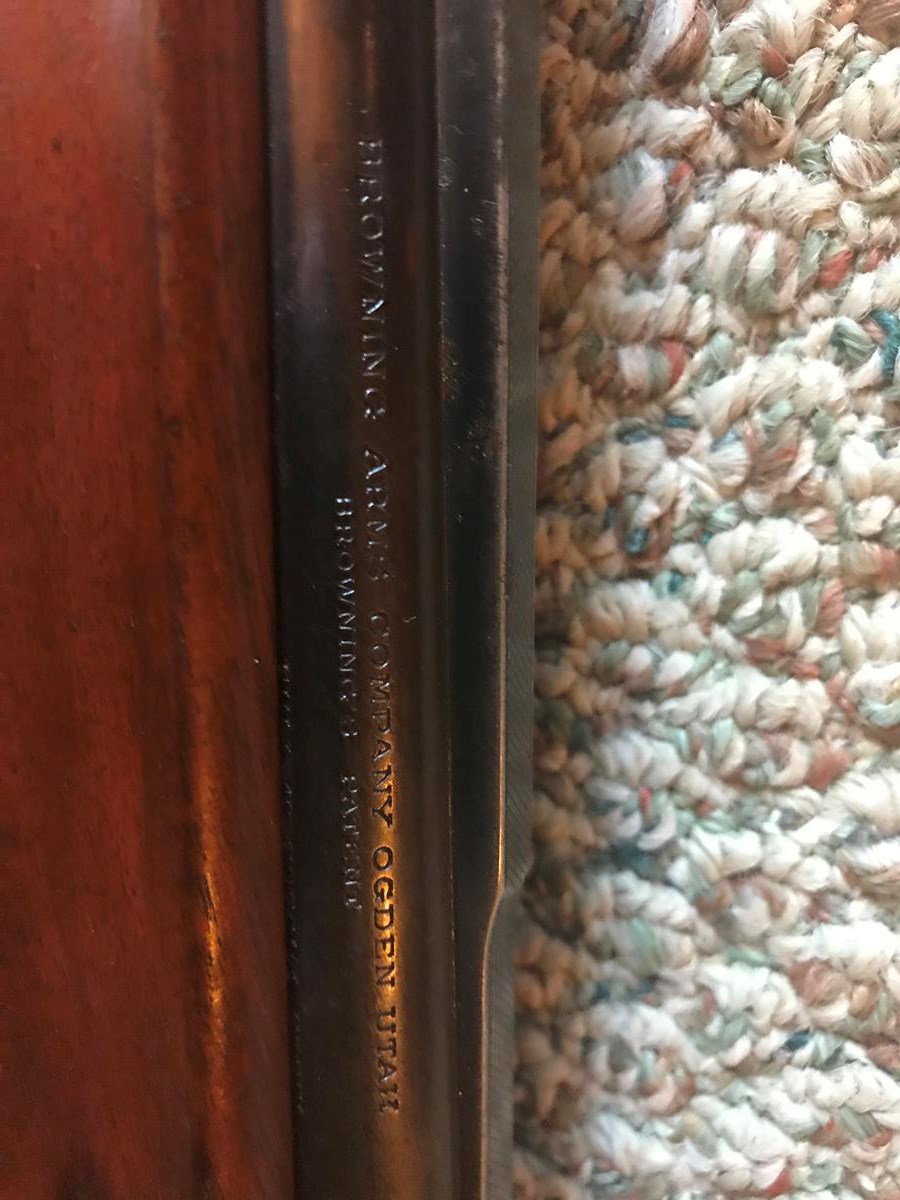 BROWNING ARMS COMPANY OGDEN UTAH
BROWNING'S PATENT